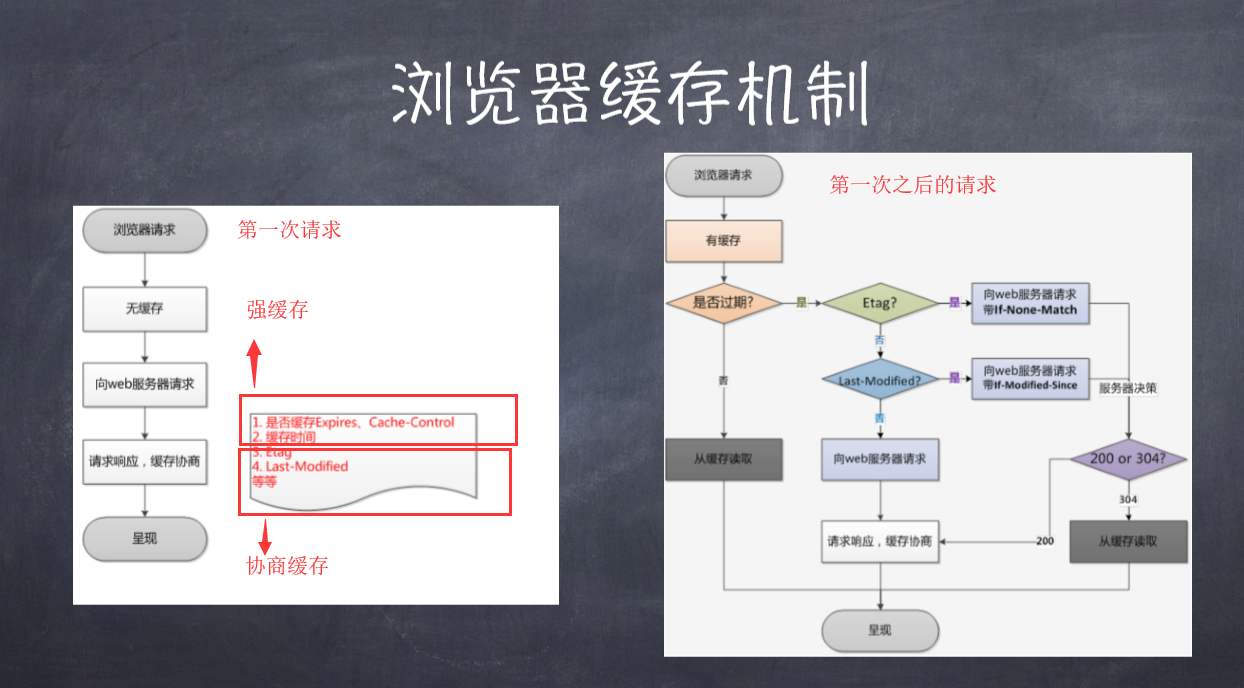 浏览器缓存机制
浏览器请求
第一次请求
无缓存
强缓存
向web服务器请求
1. 是否缓存Expires、Cache-Control
2. 缓存时间
3. Etag
4. Last-Modified
等等
请求响应，缓存协商
呈现
协商缓存
浏览器请求
第一次之后的请求
有缓存
是否过期?
是
Etag?
是
向web服务器请求
带If-None-Match
否
否
Last-Modified?
是
向web服务器请求
带If-Modified-Since
服务器决策
否
从缓存读取
向web服务器请求
200 or 304?
304
请求响应，缓存协商
200
从缓存读取
呈现